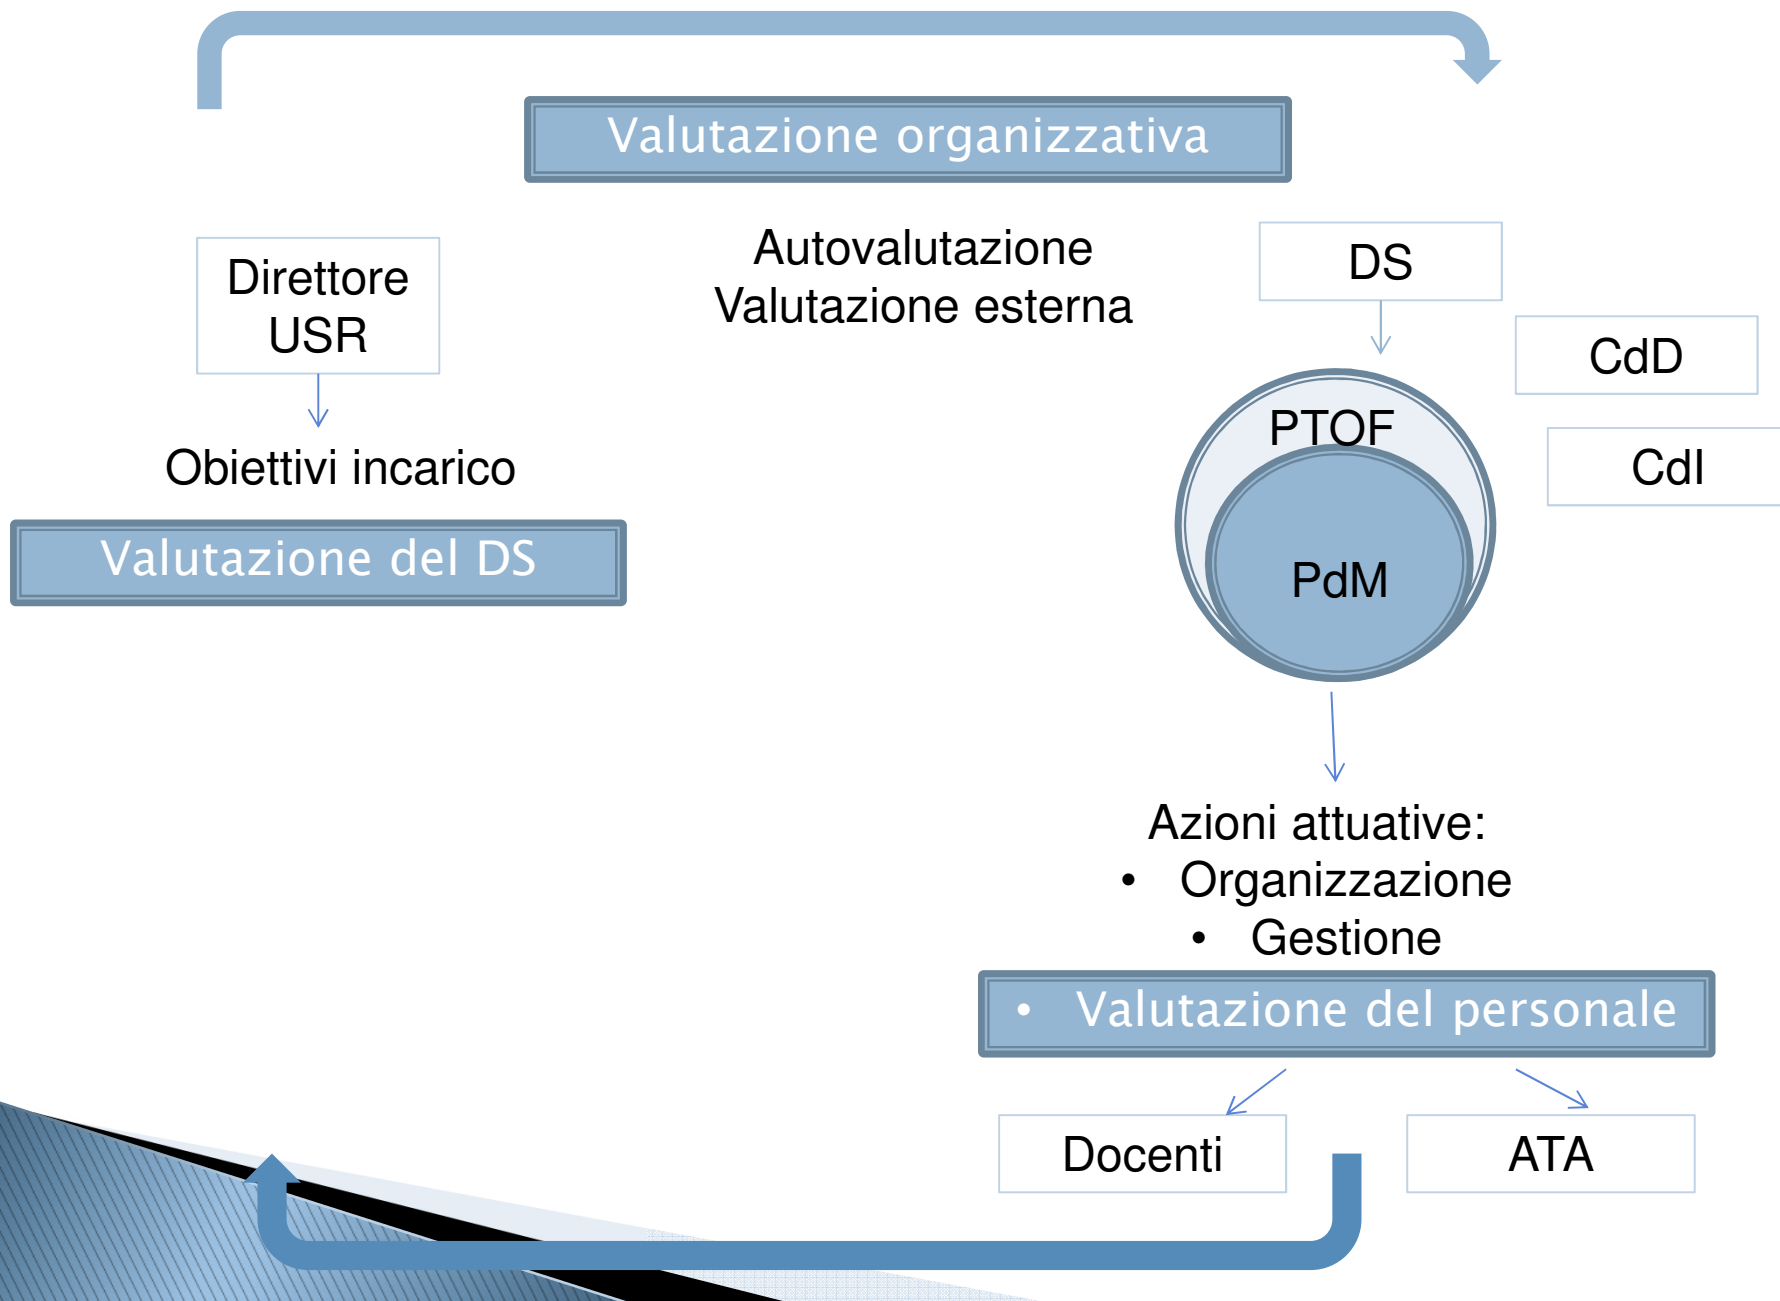 Valutazione organizzativa
Direttore
USR
Obiettivi incarico
Valutazione del DS
Autovalutazione
Valutazione esterna
DS
CdD
CdI
PTOF
PdM
Azioni attuative:
• Organizzazione
• Gestione
• Valutazione del personale
Docenti
ATA